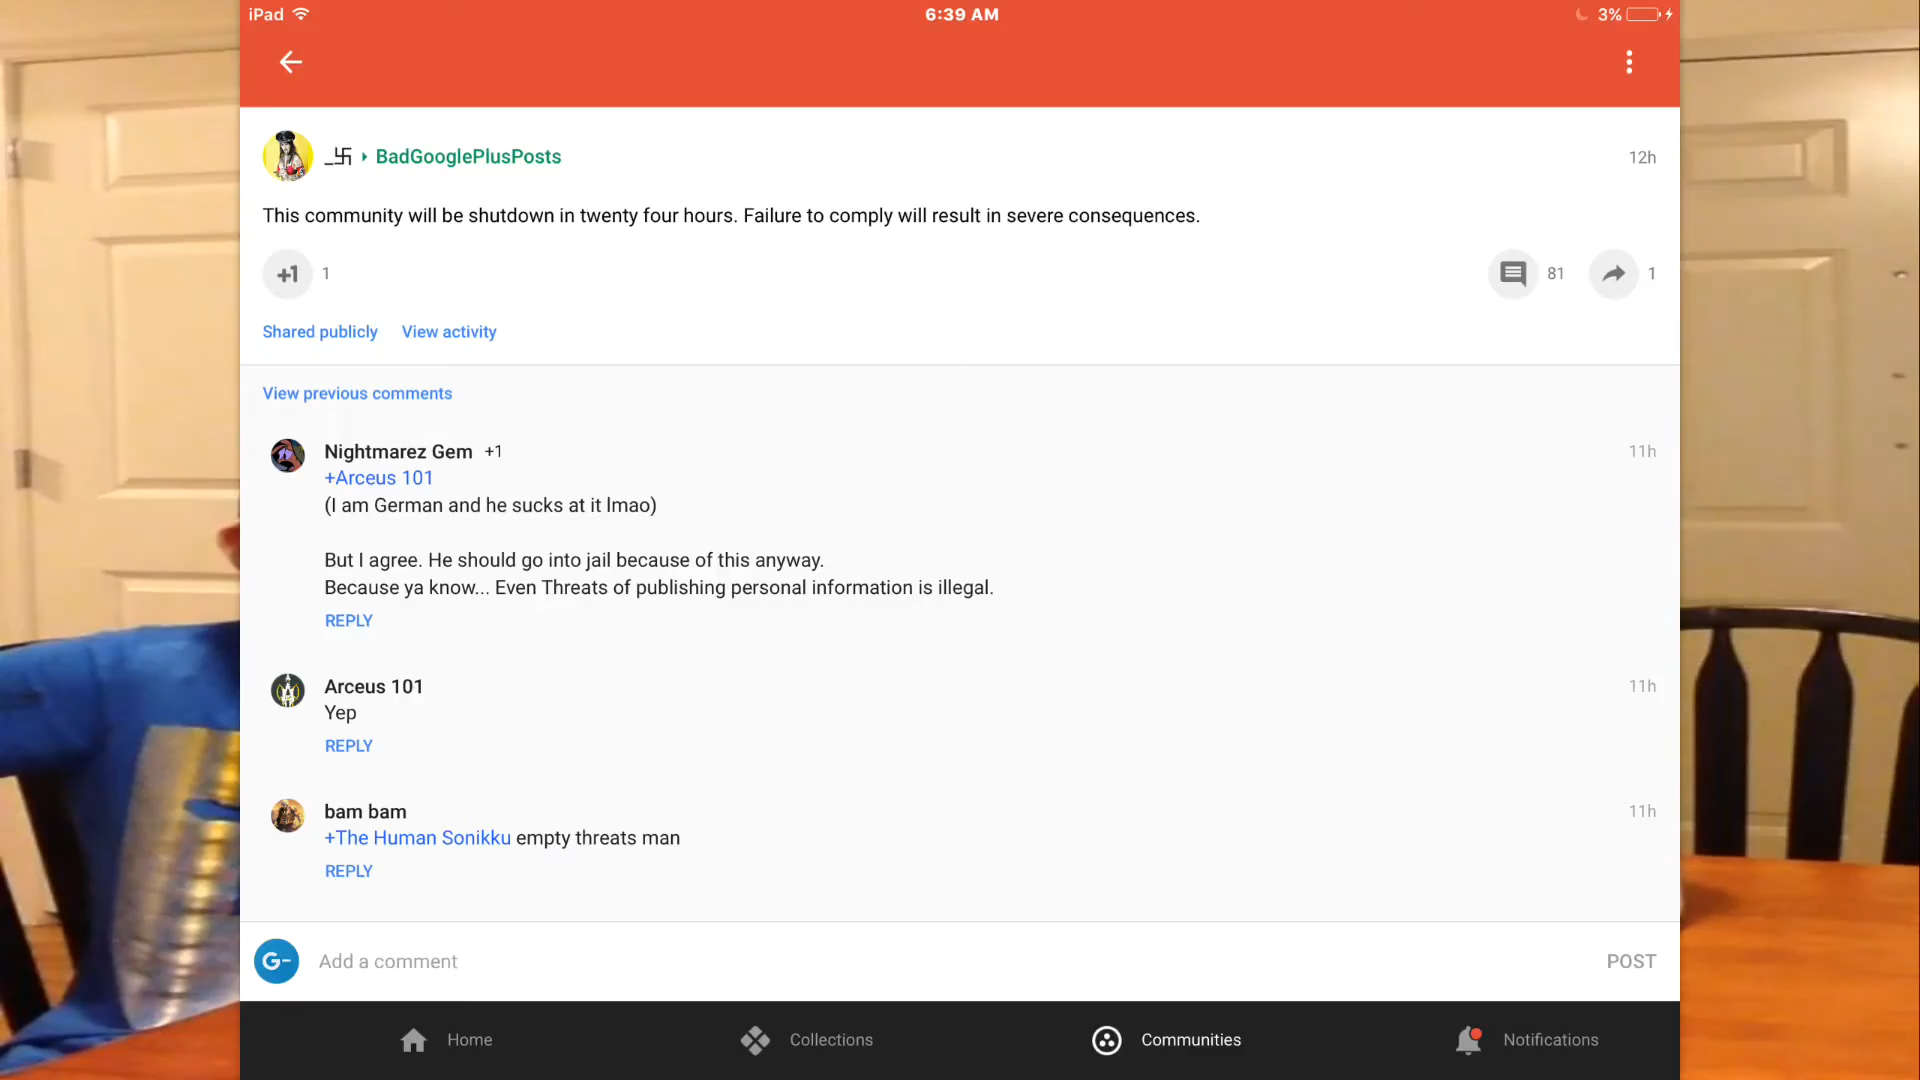 iPad
6:39 AM
3%
_卐 BadGooglePlusPosts
12h
This community will be shutdown in twenty four hours. Failure to comply will result in severe consequences.
+1 1
81 1
Shared publicly View activity
View previous comments
Nightmarez Gem +1
11h
+Arceus 101
(I am German and he sucks at it lmao)
But I agree. He should go into jail because of this anyway.
Because ya know... Even Threats of publishing personal information is illegal.
REPLY
Arceus 101
11h
Yep
REPLY
bam bam
11h
+The Human Sonikku empty threats man
REPLY
G- Add a comment
POST
Home Collections Communities Notifications